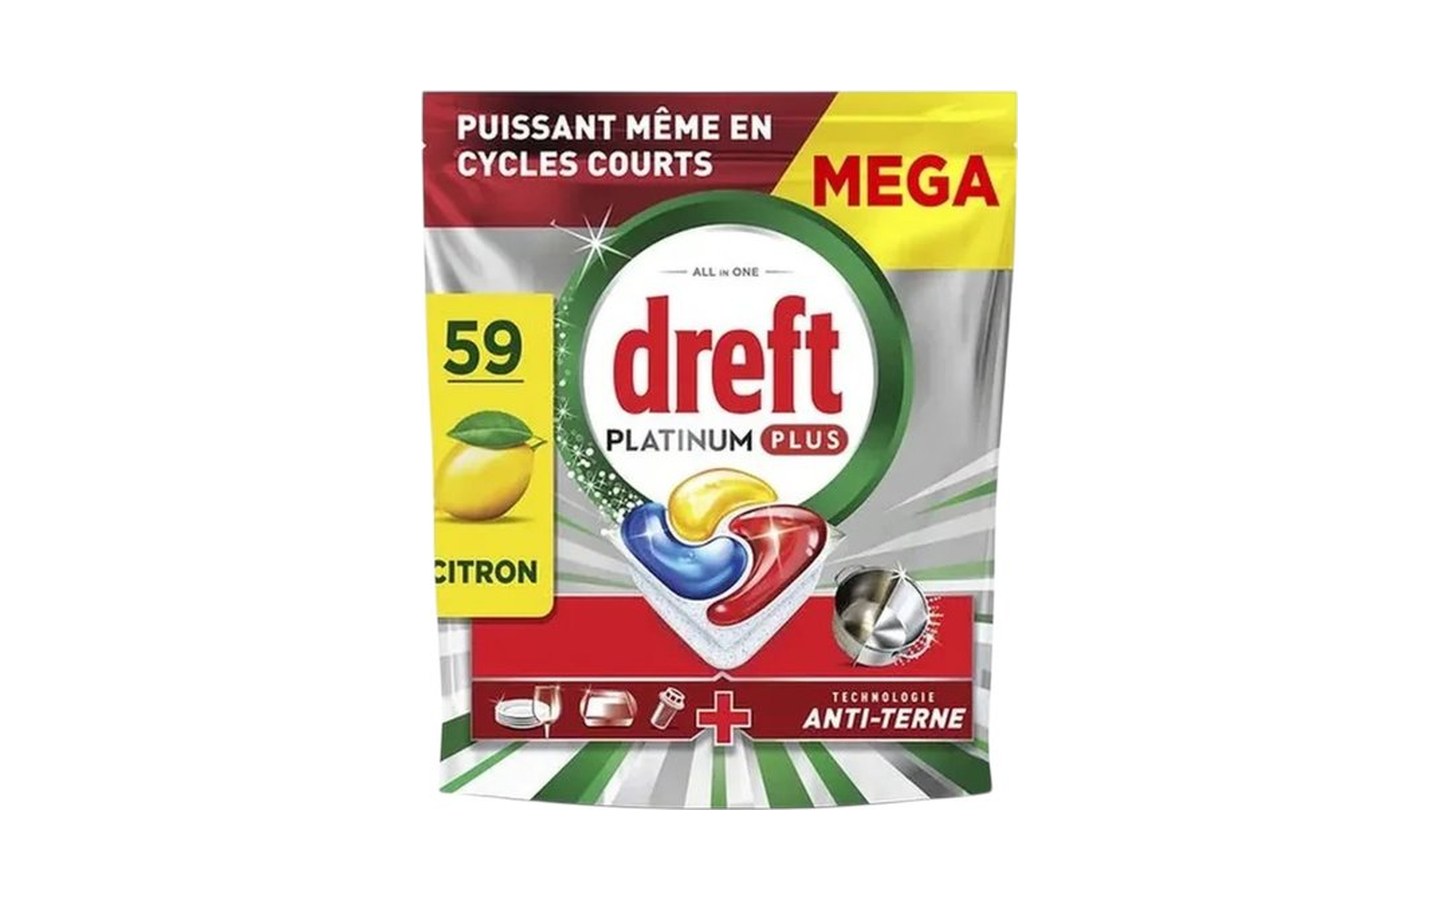 PUISSANT MÊME EN
CYCLES COURTS
MEGA
ALL IN ONE
dreft
PLATINUM PLUS
59
CITRON
TECHNOLOGIE
ANTI-TERNE